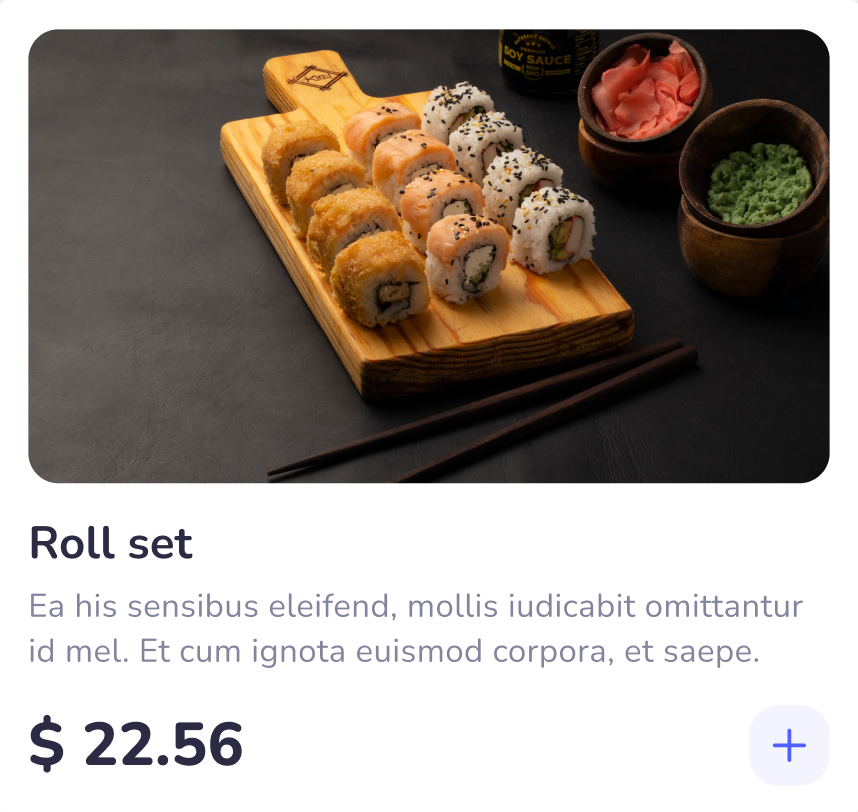 PREMIUM
SOY SAUCE
Roll set
Ea his sensibus eleifend, mollis iudicabit omittantur
id mel. Et cum ignota euismod corpora, et saepe.
$ 22.56